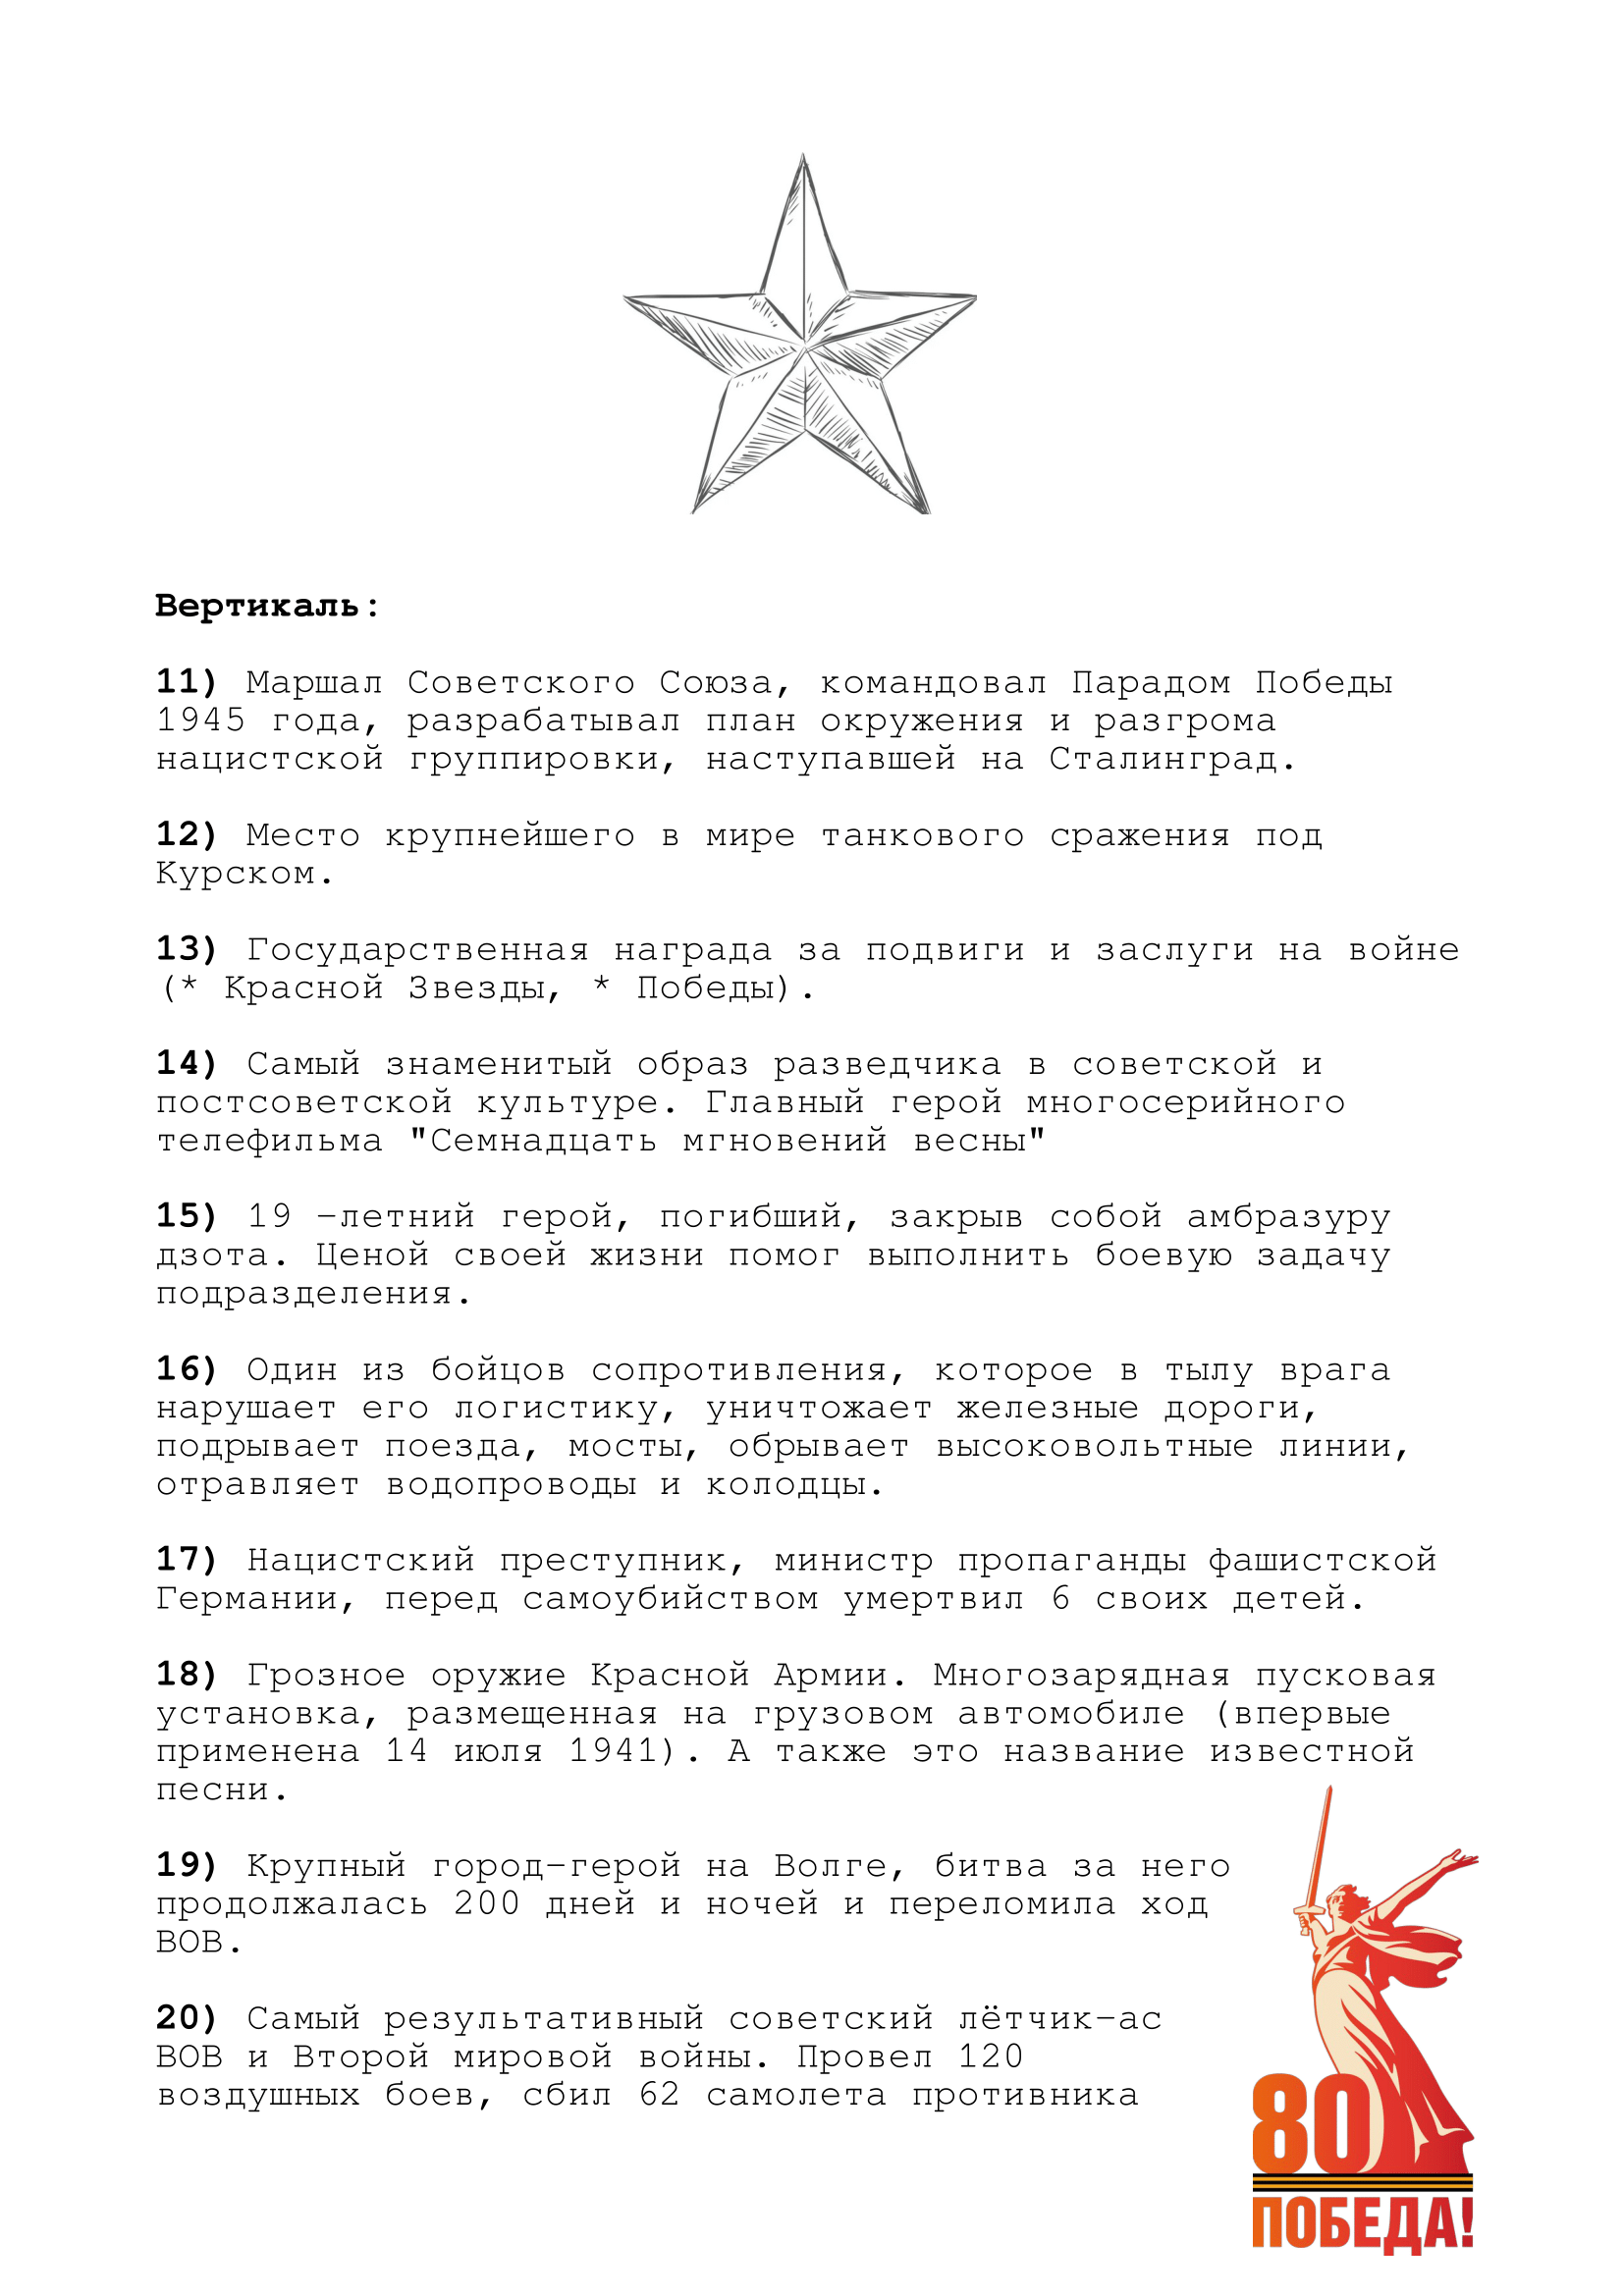 Вертикаль:
11) Маршал Советского Союза, командовал Парадом Победы
1945 года, разрабатывал план окружения и разгрома
нацистской группировки, наступавшей на Сталинград.
12) Место крупнейшего в мире танкового сражения под
Курском.
13) Государственная награда за подвиги и заслуги на войне
(* Красной Звезды, * Победы).
14) Самый знаменитый образ разведчика в советской и
постсоветской культуре. Главный герой многосерийного
телефильма "Семнадцать мгновений весны"
15) 19 -летний герой, погибший, закрыв собой амбразуру
дзота. Ценой своей жизни помог выполнить боевую задачу
подразделения.
16) Один из бойцов сопротивления, которое в тылу врага
нарушает его логистику, уничтожает железные дороги,
подрывает поезда, мосты, обрывает высоковольтные линии,
отравляет водопроводы и колодцы.
17) Нацистский преступник, министр пропаганды фашистской
Германии, перед самоубийством умертвил 6 своих детей.
18) Грозное оружие Красной Армии. Многозарядная пусковая
установка, размещенная на грузовом автомобиле (впервые
применена 14 июля 1941). А также это название известной
песни.
19) Крупный город-герой на Волге, битва за него
продолжалась 200 дней и ночей и переломила ход
ВОВ.
20) Самый результативный советский лётчик-ас
ВОВ и Второй мировой войны. Провел 120
воздушных боев, сбил 62 самолета противника
80
ПОБЕДА!